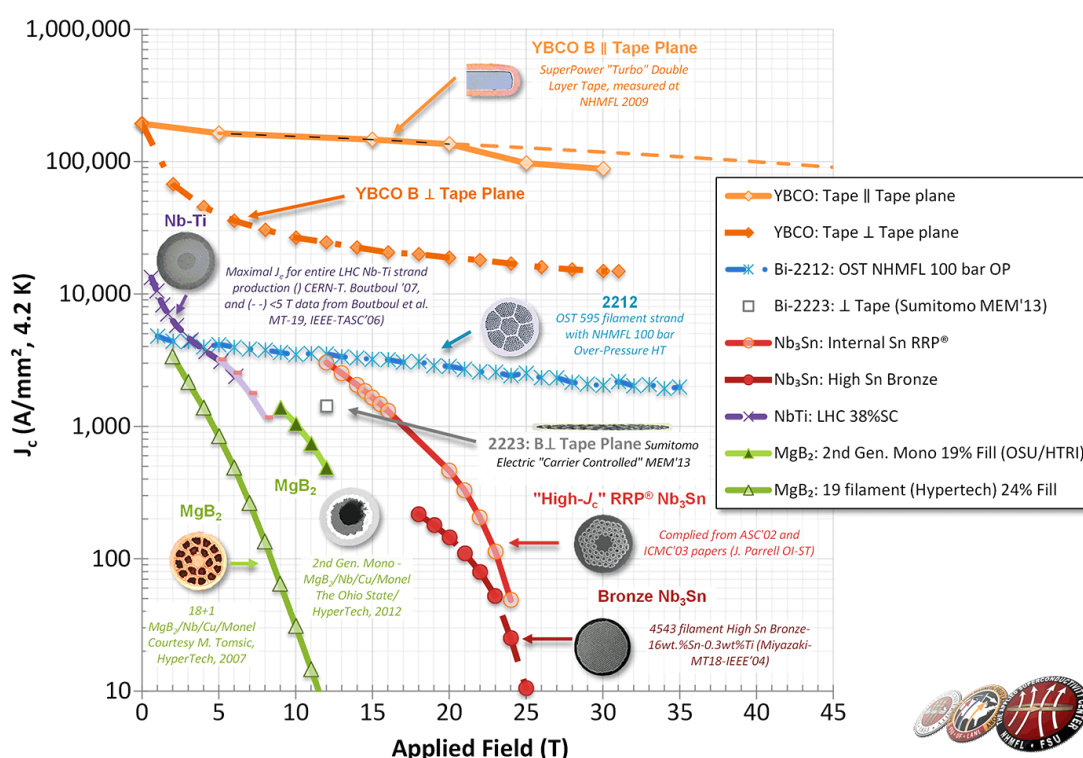 1,000,000
YBCO B ∥ Tape Plane
SuperPower "Turbo" Double
Layer Tape, measured at
NHMFL 2009
100,000
YBCO B ⊥ Tape Plane
Nb-Ti
Maximal Jₑ for entire LHC Nb-Ti strand
production () CERN-T. Boutboul '07,
and (- -) <5 T data from Boutboul et al.
MT-19, IEEE-TASC'06)
10,000
2212
OST 595 filament strand
with NHMFL 100 bar
Over-Pressure HT
YBCO: Tape ∥ Tape plane
YBCO: Tape ⊥ Tape plane
Bi-2212: OST NHMFL 100 bar OP
Bi-2223: ⊥ Tape (Sumitomo MEM'13)
Nb₃Sn: Internal Sn RRP®
Nb₃Sn: High Sn Bronze
NbTi: LHC 38%SC
MgB₂: 2nd Gen. Mono 19% Fill (OSU/HTRI)
MgB₂: 19 filament (Hypertech) 24% Fill
J_c (A/mm², 4.2 K)
1,000
2223: B⊥ Tape Plane Sumitomo
Electric "Carrier Controlled" MEM'13
MgB₂
"High-J_c" RRP® Nb₃Sn
Complied from ASC'02 and
ICMC'03 papers (J. Parrell OI-ST)
MgB₂
100
2nd Gen. Mono -
MgB₂/Nb/Cu/Monel
The Ohio State/
HyperTech, 2012
Bronze Nb₃Sn
4543 filament High Sn Bronze-
16wt.%Sn-0.3wt%Ti (Miyazaki-
MT18-IEEE'04)
18+1
MgB₂/Nb/Cu/Monel
Courtesy M. Tomsic,
HyperTech, 2007
10
0 5 10 15 20 25 30 35 40 45
Applied Field (T)
NHMFL FSU